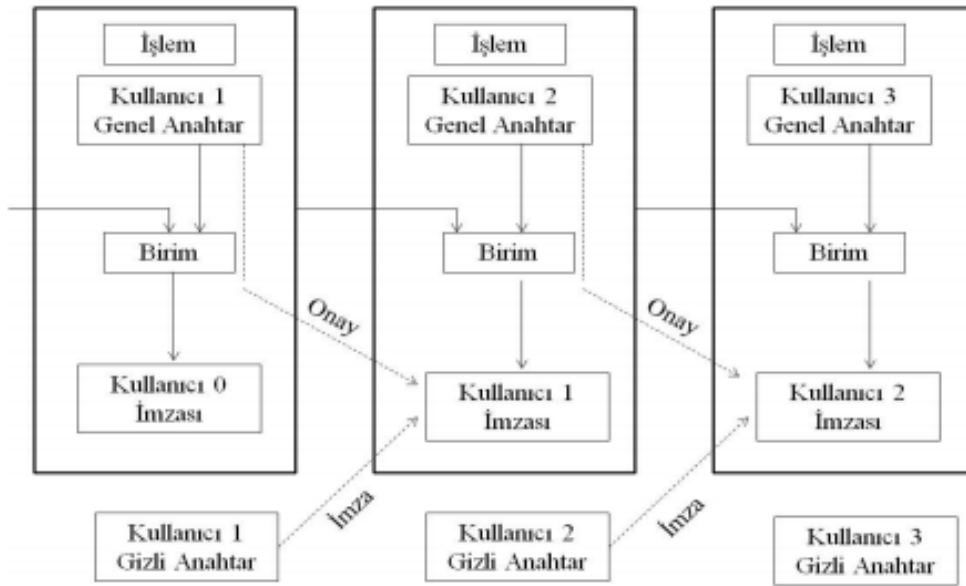 İşlem
Kullanıcı 1
Genel Anahtar
Birim
Kullanıcı 0
İmzası
İşlem
Kullanıcı 2
Genel Anahtar
Birim
Kullanıcı 1
İmzası
İşlem
Kullanıcı 3
Genel Anahtar
Birim
Kullanıcı 2
İmzası
Onay
Onay
İmza
İmza
Kullanıcı 1
Gizli Anahtar
Kullanıcı 2
Gizli Anahtar
Kullanıcı 3
Gizli Anahtar